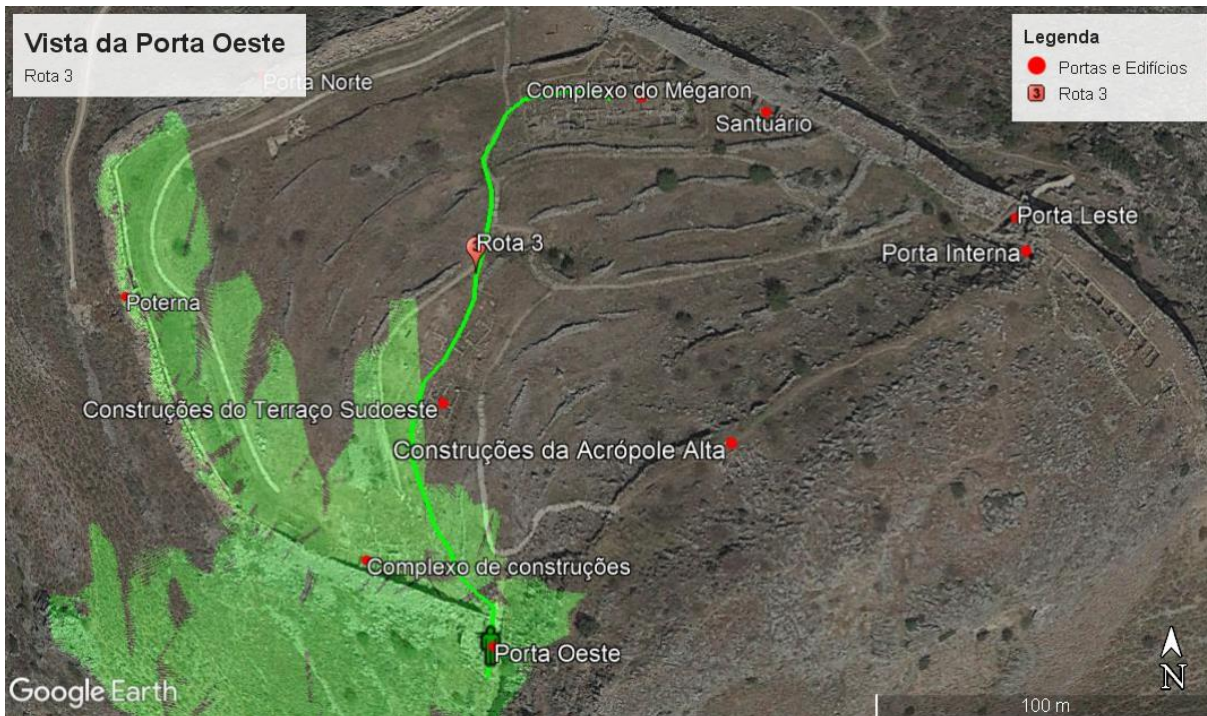 Vista da Porta Oeste
Rota 3
Legenda
Portas e Edifícios
3 Rota 3
Porta Norte
Complexo do Mégaron
Santuário
Porta Leste
Rota 3
Porta Interna
Poterna
Construções do Terraço Sudoeste
Construções da Acrópole Alta
Complexo de construções
Porta Oeste
N
Google Earth
100 m